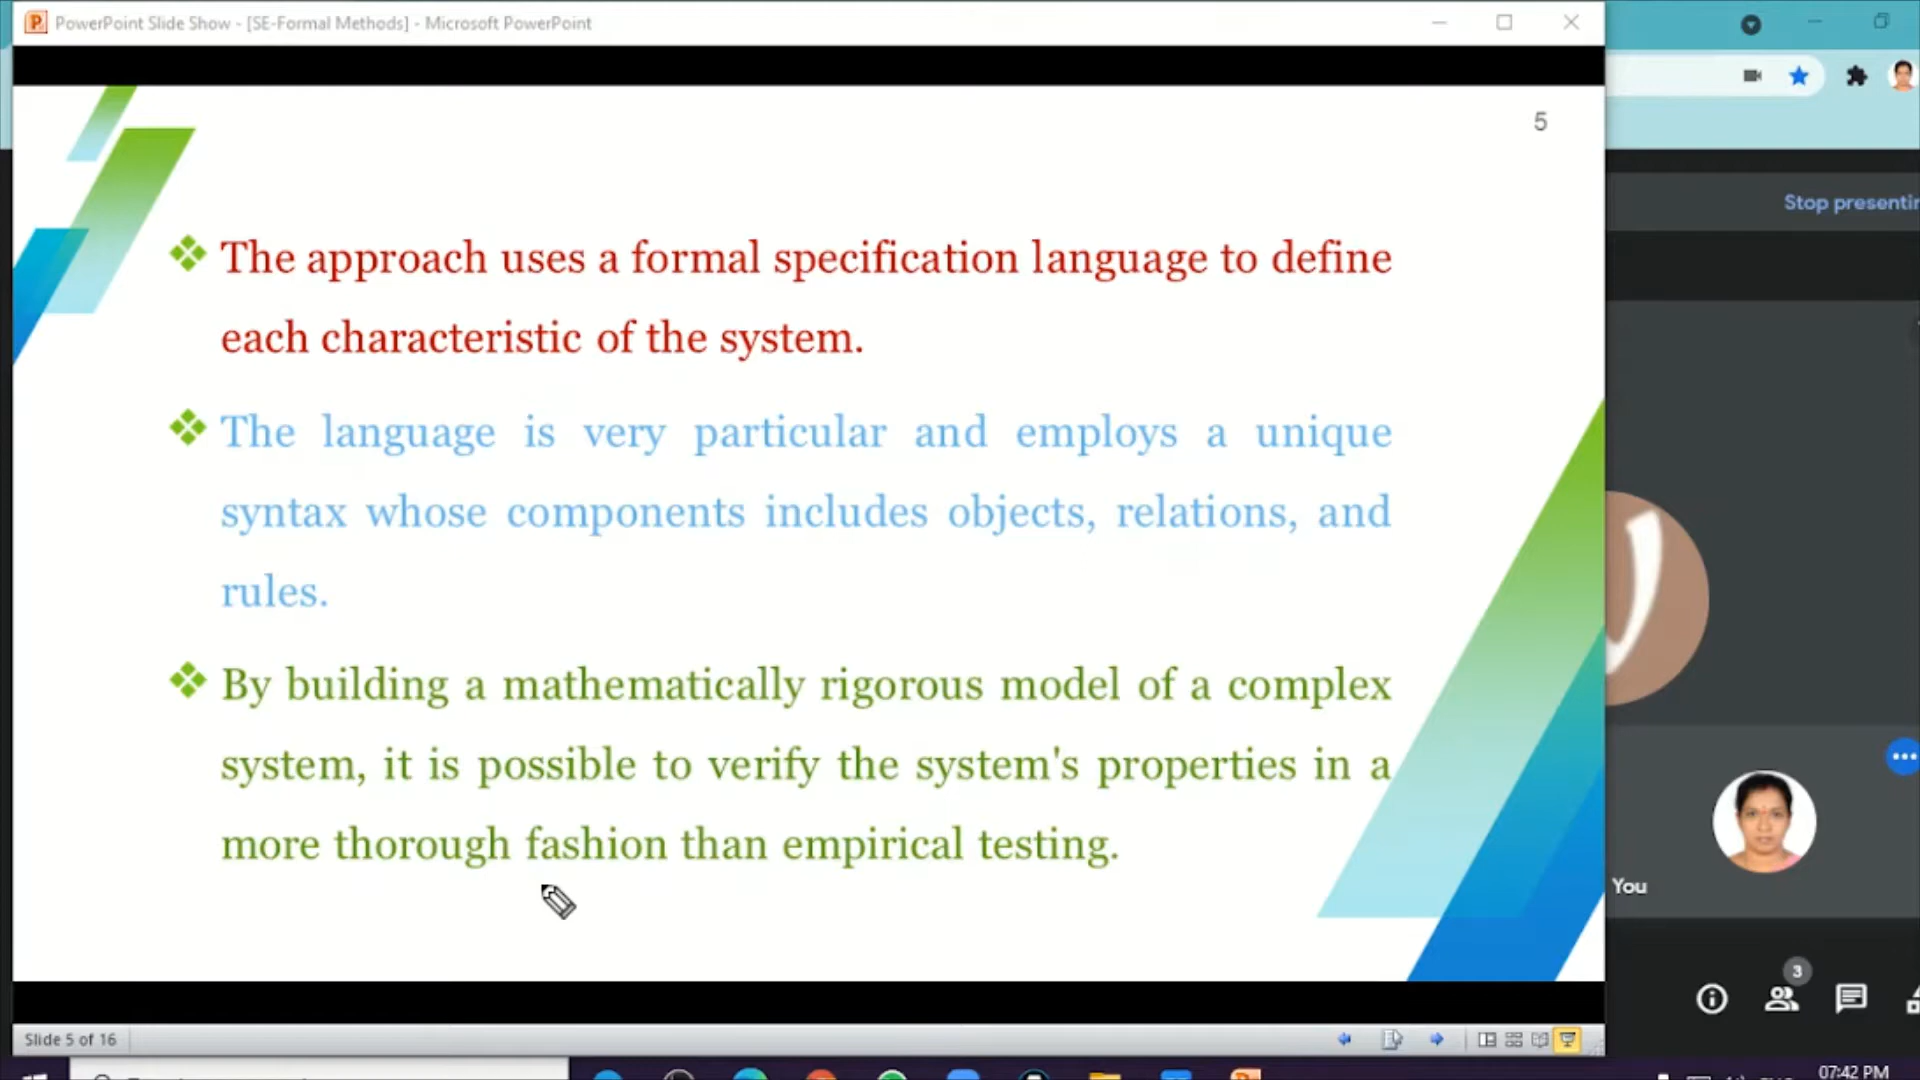 PowerPoint Slide Show - [SE-Formal Methods] - Microsoft PowerPoint
5
Stop presentin
The approach uses a formal specification language to define
each characteristic of the system.
The language is very particular and employs a unique
syntax whose components includes objects, relations, and
rules.
By building a mathematically rigorous model of a complex
system, it is possible to verify the system's properties in a
more thorough fashion than empirical testing.
You
3
Slide 5 of 16
07:42 PM